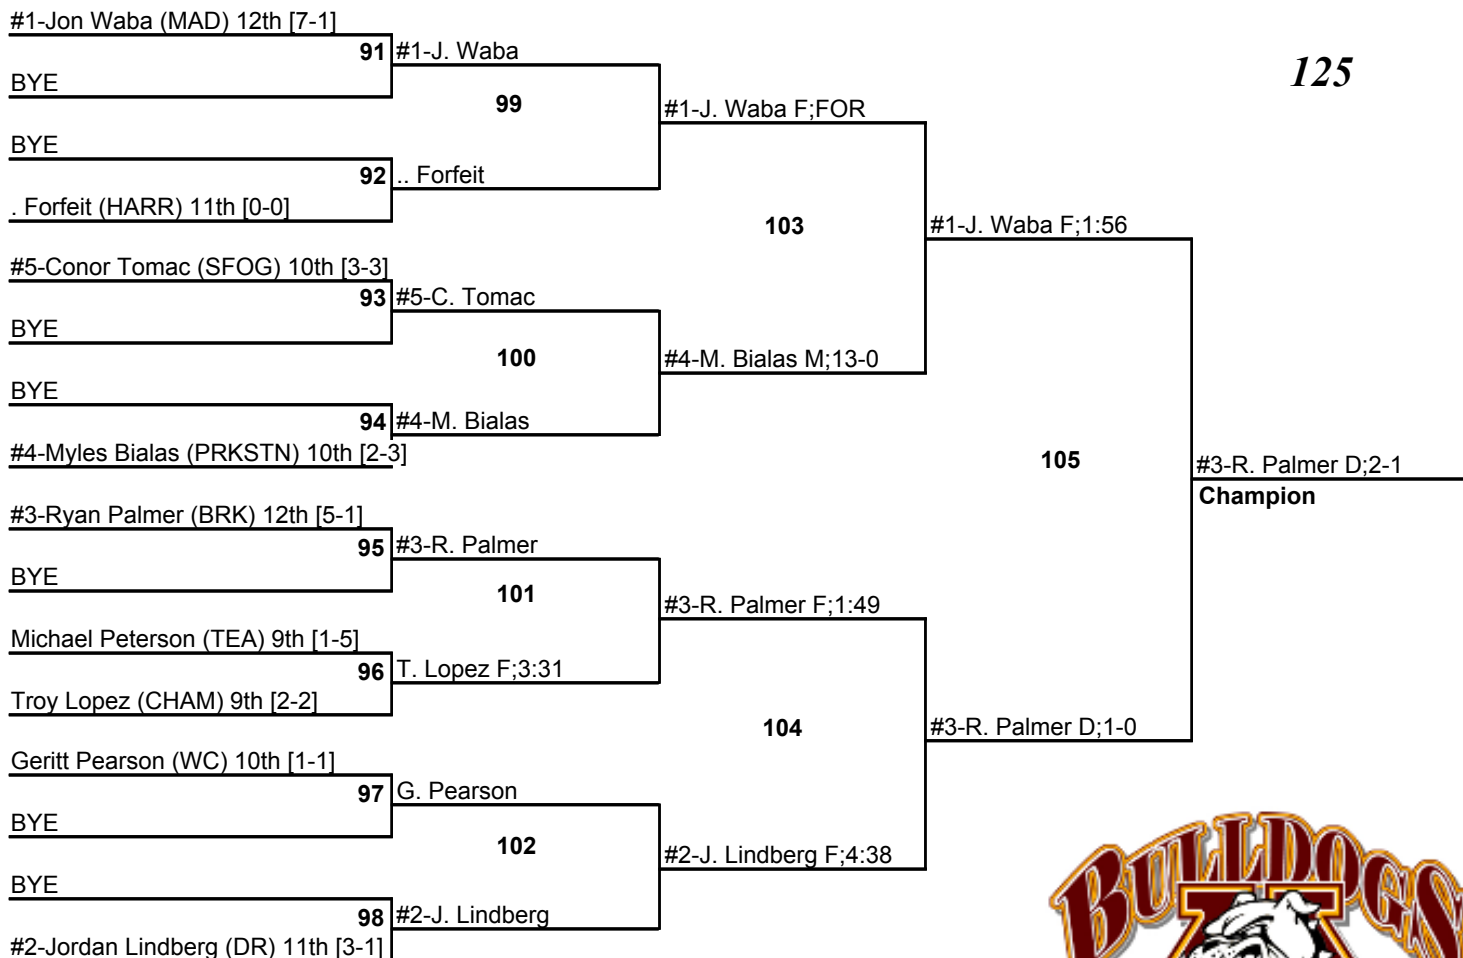 #1-Jon Waba (MAD) 12th [7-1]
91 #1-J. Waba
125
BYE
99
#1-J. Waba F;FOR
BYE
92 .. Forfeit
. Forfeit (HARR) 11th [0-0]
103
#1-J. Waba F;1:56
#5-Conor Tomac (SFOG) 10th [3-3]
93 #5-C. Tomac
BYE
100
#4-M. Bialas M;13-0
BYE
94 #4-M. Bialas
#4-Myles Bialas (PRKSTN) 10th [2-3]
105
#3-R. Palmer D;2-1
Champion
#3-Ryan Palmer (BRK) 12th [5-1]
95 #3-R. Palmer
BYE
101
#3-R. Palmer F;1:49
Michael Peterson (TEA) 9th [1-5]
96 T. Lopez F;3:31
Troy Lopez (CHAM) 9th [2-2]
104
#3-R. Palmer D;1-0
Geritt Pearson (WC) 10th [1-1]
97 G. Pearson
BYE
102
#2-J. Lindberg F;4:38
BYE
98 #2-J. Lindberg
#2-Jordan Lindberg (DR) 11th [3-1]
BULLDOGS